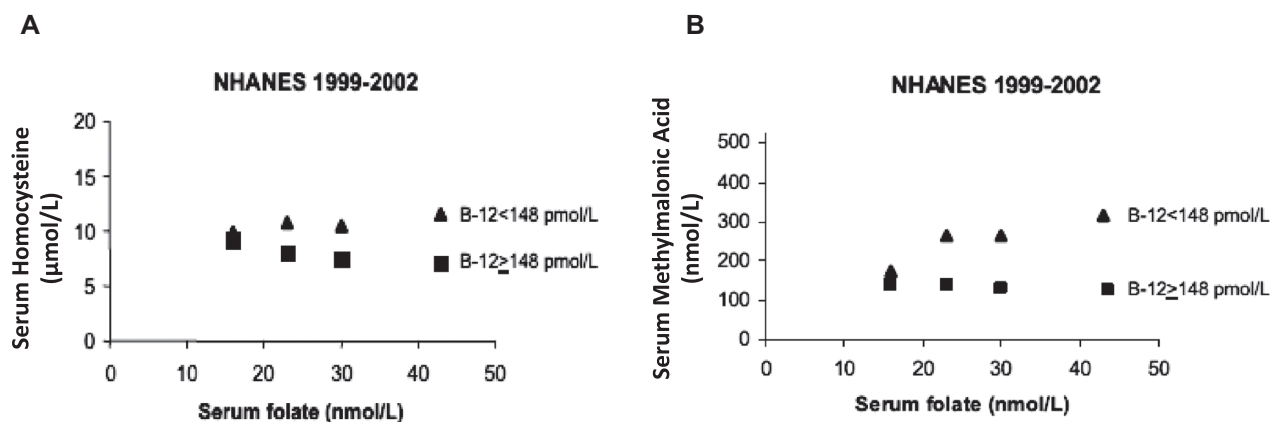 A
NHANES 1999-2002
20
15
10
5
0
Serum Homocysteine
(µmol/L)
B-12<148 pmol/L
B-12≥148 pmol/L
0 10 20 30 40 50
Serum folate (nmol/L)
B
NHANES 1999-2002
500
400
300
200
100
0
Serum Methylmalonic Acid
(nmol/L)
B-12<148 pmol/L
B-12≥148 pmol/L
0 10 20 30 40 50
Serum folate (nmol/L)